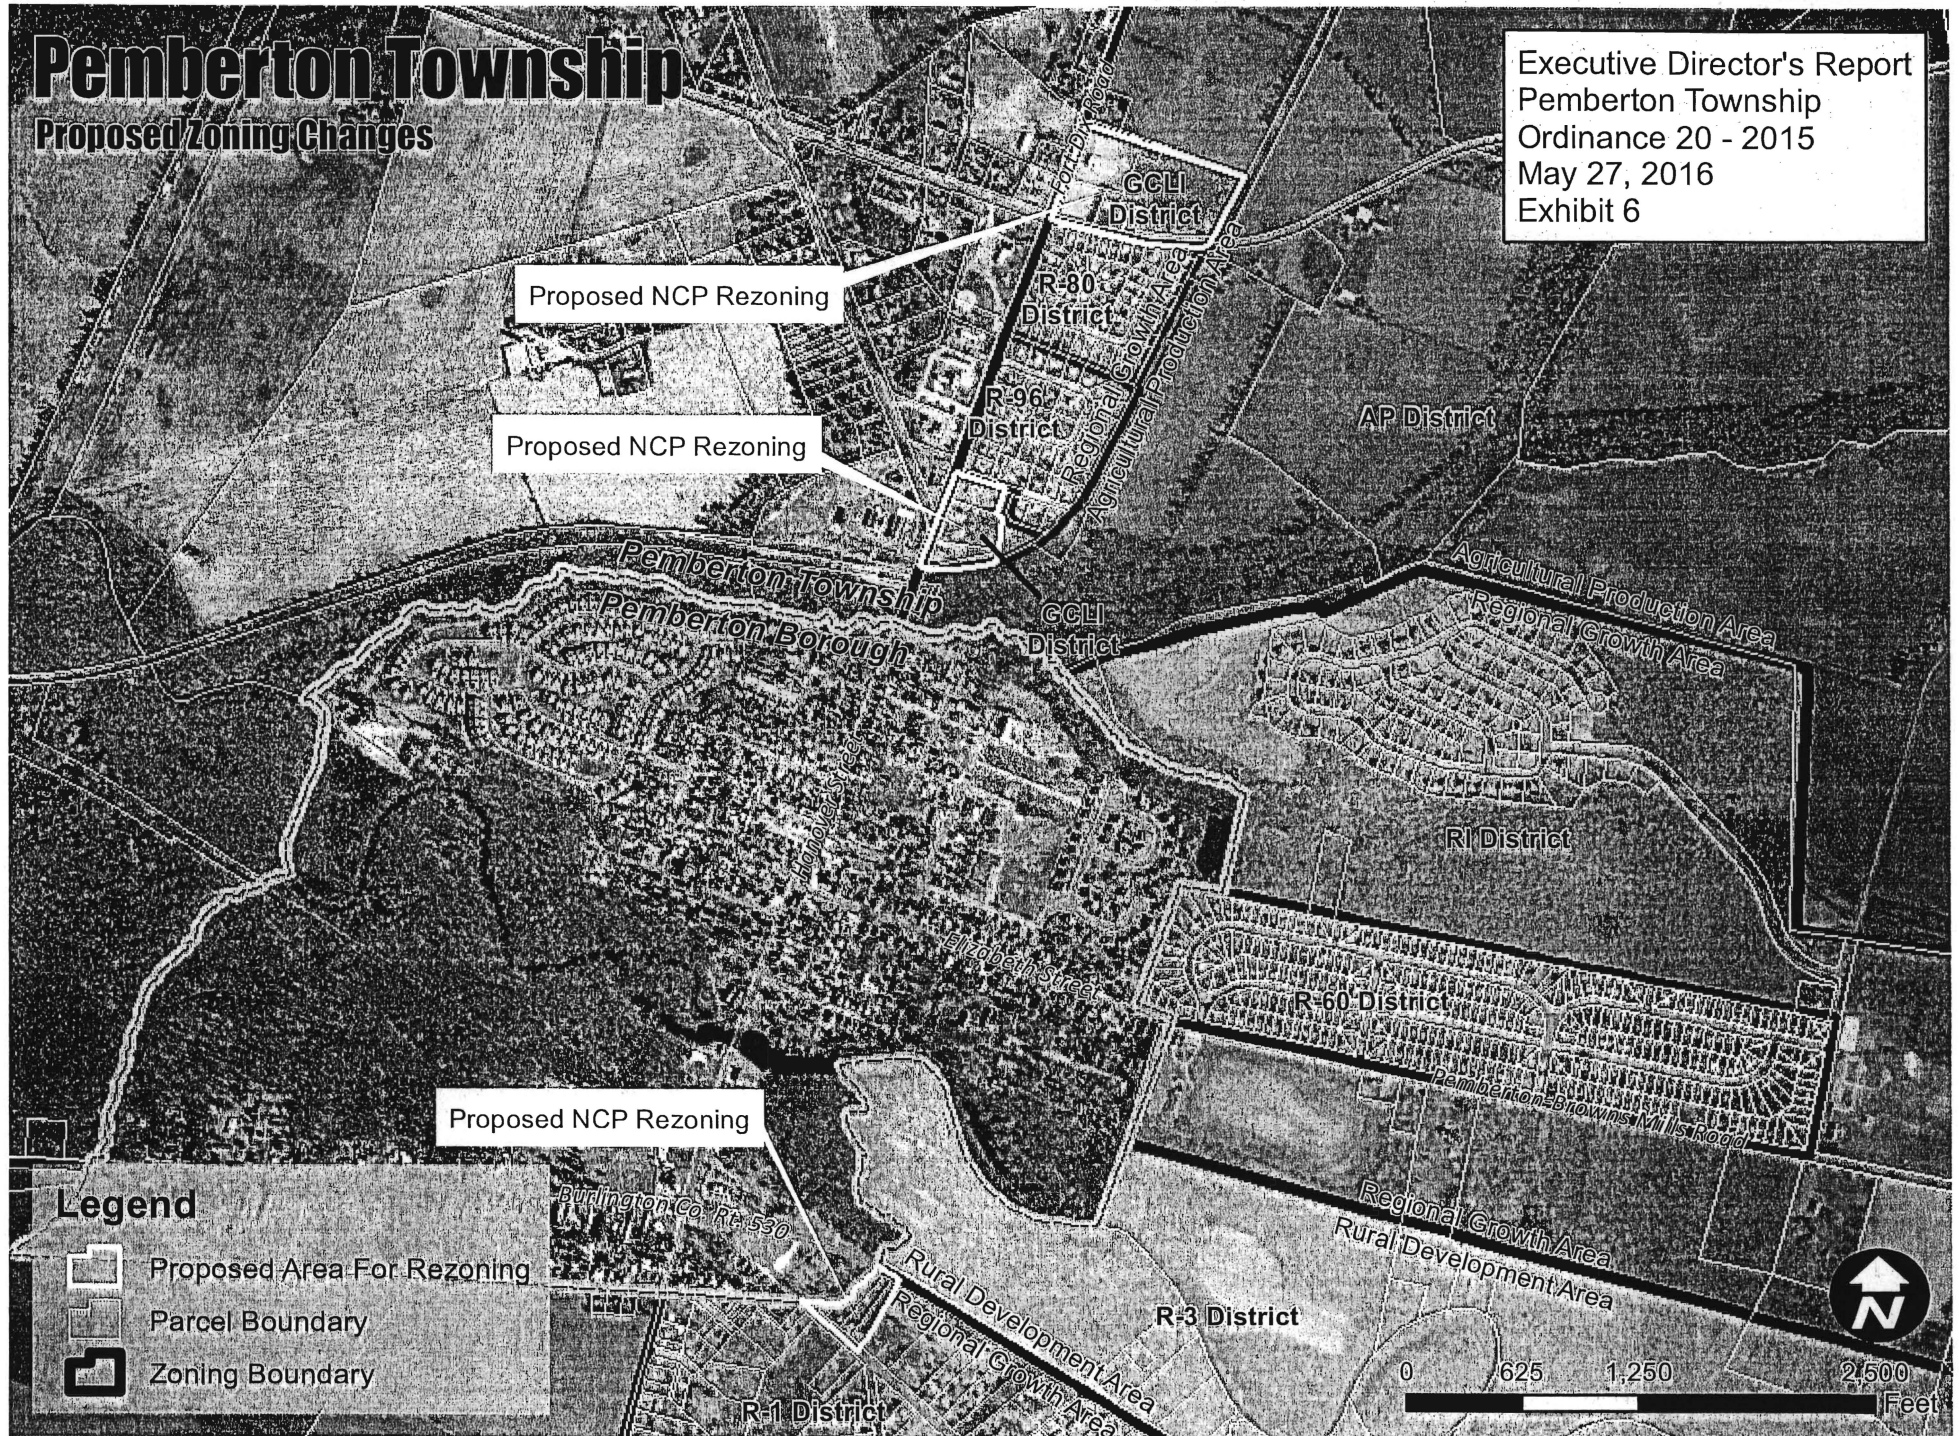 Pemberton Township
Proposed Zoning Changes
Executive Director's Report
Pemberton Township
Ordinance 20 - 2015
May 27, 2016
Exhibit 6
Fort Dix Road
GCLI
District
Proposed NCP Rezoning
R-80
District
Regional Growth Area
Agricultural Production Area
R-96
District
AP District
Proposed NCP Rezoning
Pemberton Township
Pemberton Borough
GCLI
District
Agricultural Production Area
Regional Growth Area
Hanover Street
RI District
Elizabeth Street
R-60 District
Pemberton-Browns Mills Road
Proposed NCP Rezoning
Burlington Co. Rt. 530
Regional Growth Area
Rural Development Area
Rural Development Area
Regional Growth Area
R-3 District
R-1 District
Legend
Proposed Area For Rezoning
Parcel Boundary
Zoning Boundary
N
0 625 1,250 2,500
Feet